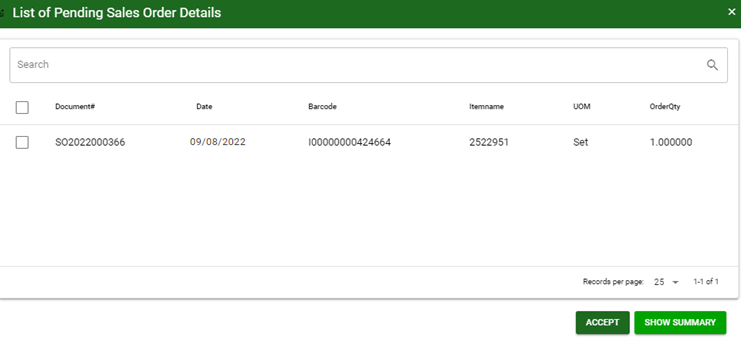 List of Pending Sales Order Details ×
Search
Document# Date Barcode Itemname UOM OrderQty
SO2022000366 09/08/2022 I00000000424664 2522951 Set 1.000000
Records per page: 25 1-1 of 1
ACCEPT SHOW SUMMARY